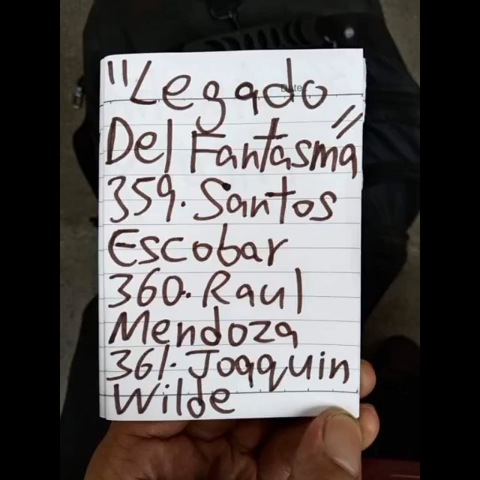 "Legado
Del Fantasma"
359. Santos
Escobar
360. Raul
Mendoza
361. Joaquin
Wilde